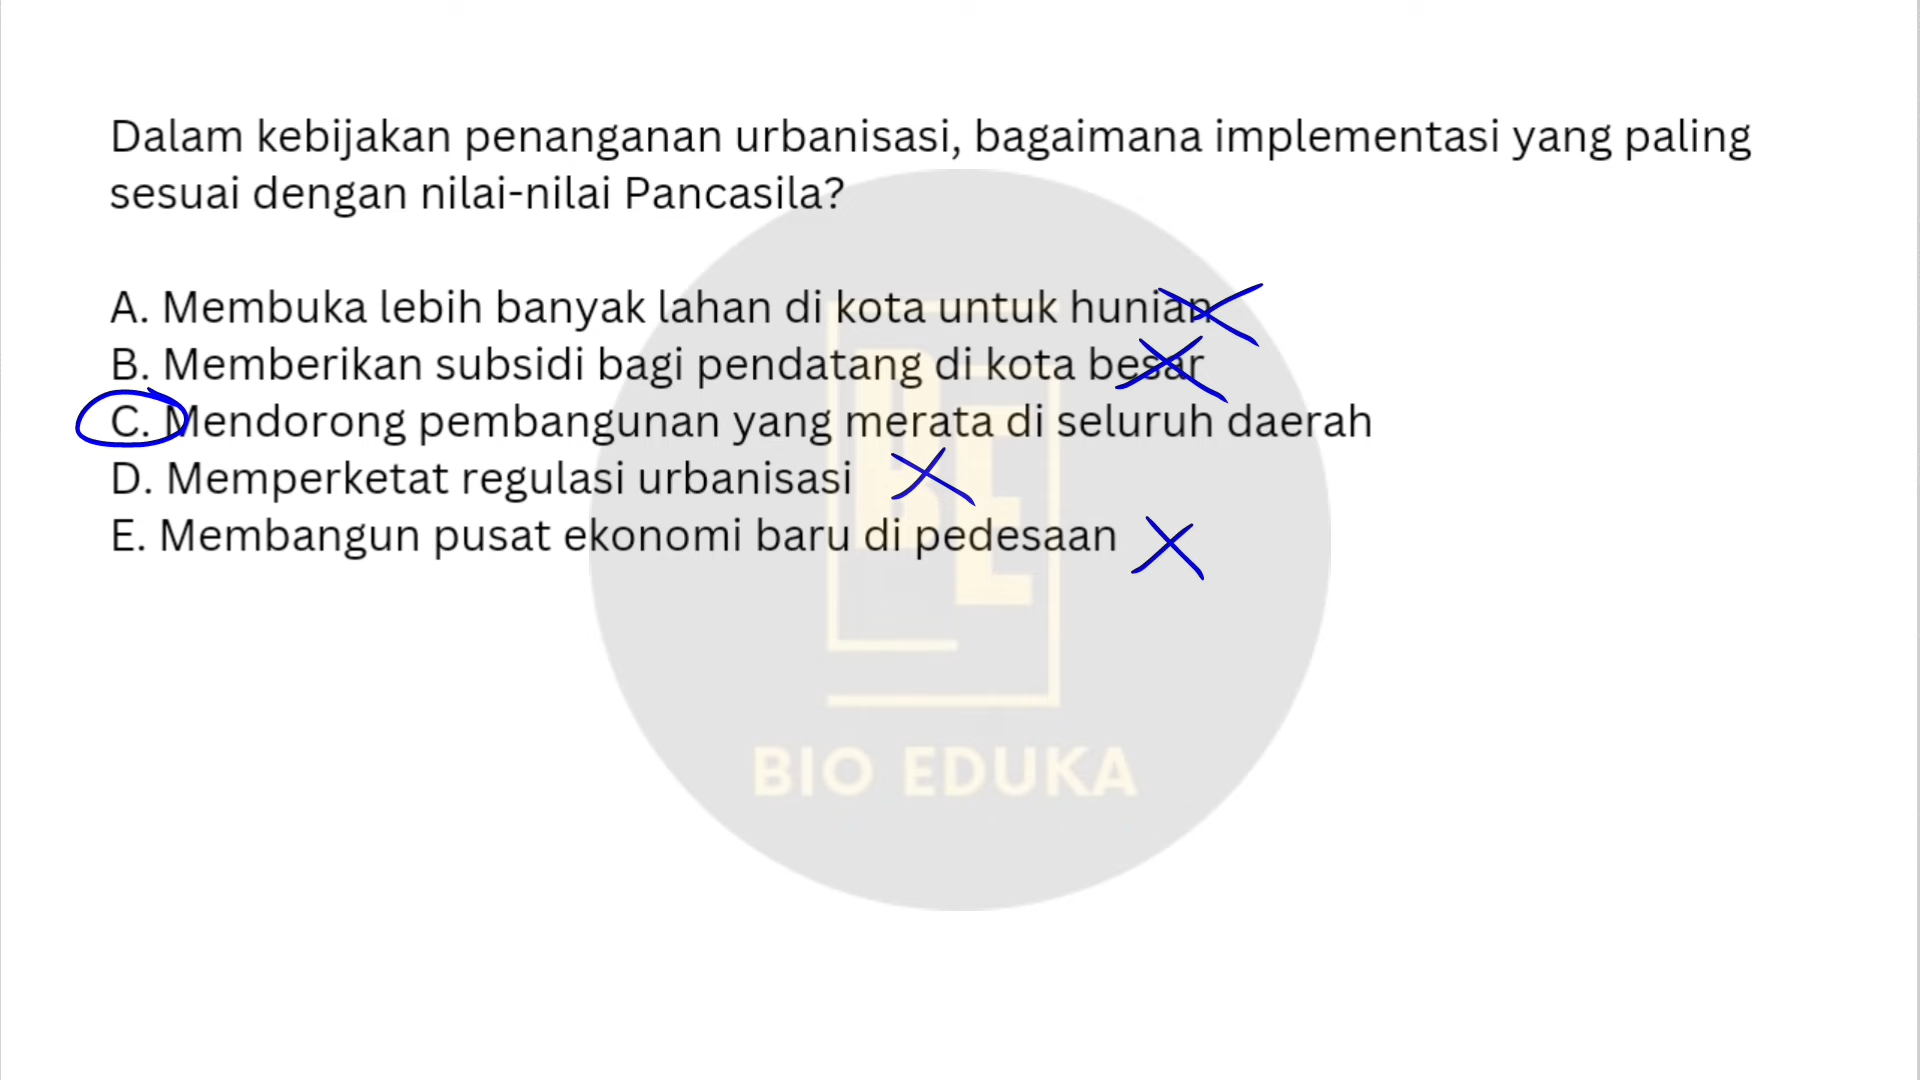 Dalam kebijakan penanganan urbanisasi, bagaimana implementasi yang paling
sesuai dengan nilai-nilai Pancasila?
A. Membuka lebih banyak lahan di kota untuk hunian
B. Memberikan subsidi bagi pendatang di kota besar
C. Mendorong pembangunan yang merata di seluruh daerah
D. Memperketat regulasi urbanisasi
E. Membangun pusat ekonomi baru di pedesaan
BE
BIO EDUKA